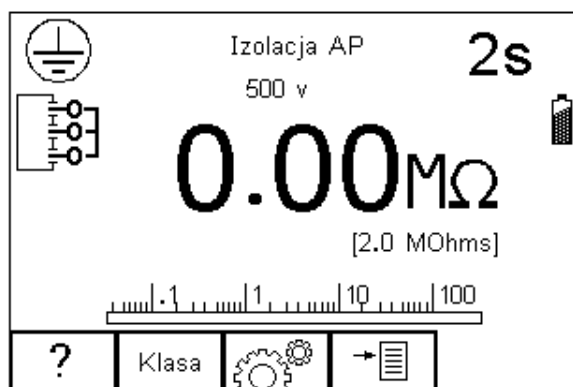 Izolacja AP
2s
500 v
0.00MΩ
[2.0 MOhms]
.1 1 10 100
?
Klasa